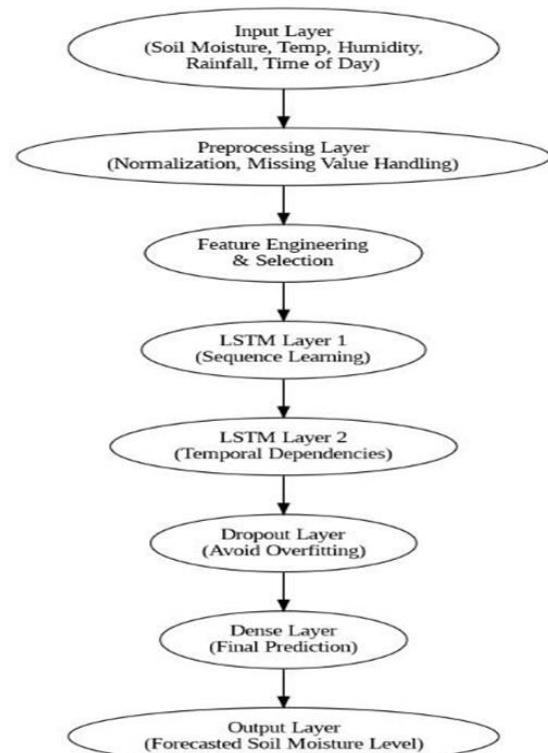 Input Layer
(Soil Moisture, Temp, Humidity,
Rainfall, Time of Day)
Preprocessing Layer
(Normalization, Missing Value Handling)
Feature Engineering
& Selection
LSTM Layer 1
(Sequence Learning)
LSTM Layer 2
(Temporal Dependencies)
Dropout Layer
(Avoid Overfitting)
Dense Layer
(Final Prediction)
Output Layer
(Forecasted Soil Moisture Level)